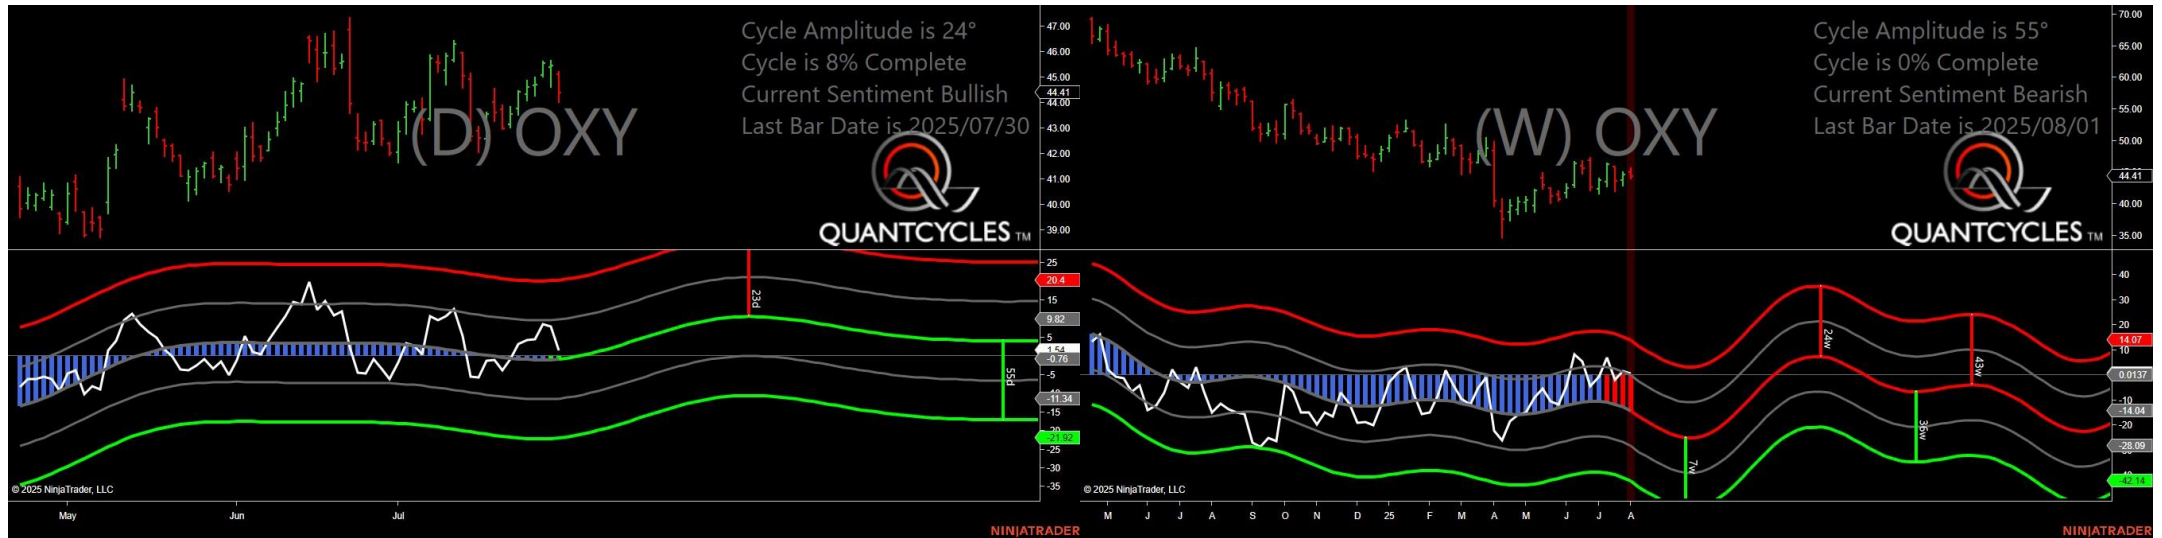 Cycle Amplitude is 24°
Cycle is 8% Complete
Current Sentiment Bullish
Last Bar Date is 2025/07/30
(D) OXY
QUANTCYCLES TM
47.00
46.00
45.00
44.41
44.00
43.00
42.00
41.00
40.00
39.00
25
20.4
15
9.82
5
1.54
-0.76
-5
-11.34
-15
-20
-21.92
-25
-30
-35
23d
55d
© 2025 NinjaTrader, LLC
May Jun Jul
NINJATRADER
Cycle Amplitude is 55°
Cycle is 0% Complete
Current Sentiment Bearish
Last Bar Date is 2025/08/01
(W) OXY
QUANTCYCLES TM
70.00
65.00
60.00
55.00
50.00
44.41
40.00
35.00
40
30
20
14.07
10
0.0137
-10
-14.04
-20
-28.09
-42.14
7w
24w
36w
43w
© 2025 NinjaTrader, LLC
M J J A S O N D 25 F M A M J J A
NINJATRADER